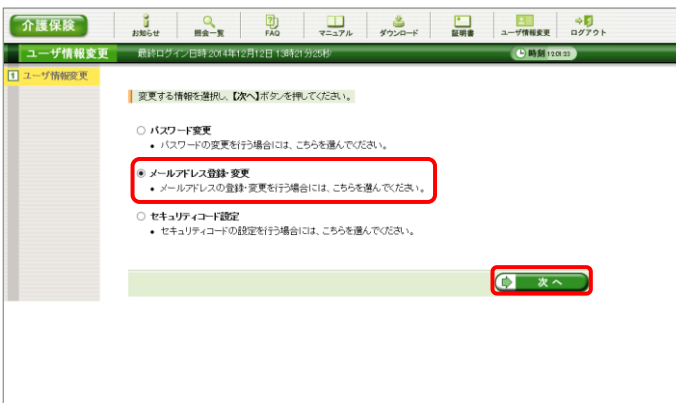 介護保険
お知らせ 照会一覧 FAQ マニュアル ダウンロード 証明書 ユーザ情報変更 ログアウト
ユーザ情報変更 最終ログイン日時 2014年12月12日 13時21分25秒 時刻 12:01:23
1 ユーザ情報変更
変更する情報を選択し、【次へ】ボタンを押してください。
パスワード変更
• パスワードの変更を行う場合には、こちらを選んでください。
メールアドレス登録・変更
• メールアドレスの登録・変更を行う場合には、こちらを選んでください。
セキュリティコード設定
• セキュリティコードの設定を行う場合には、こちらを選んでください。
次へ